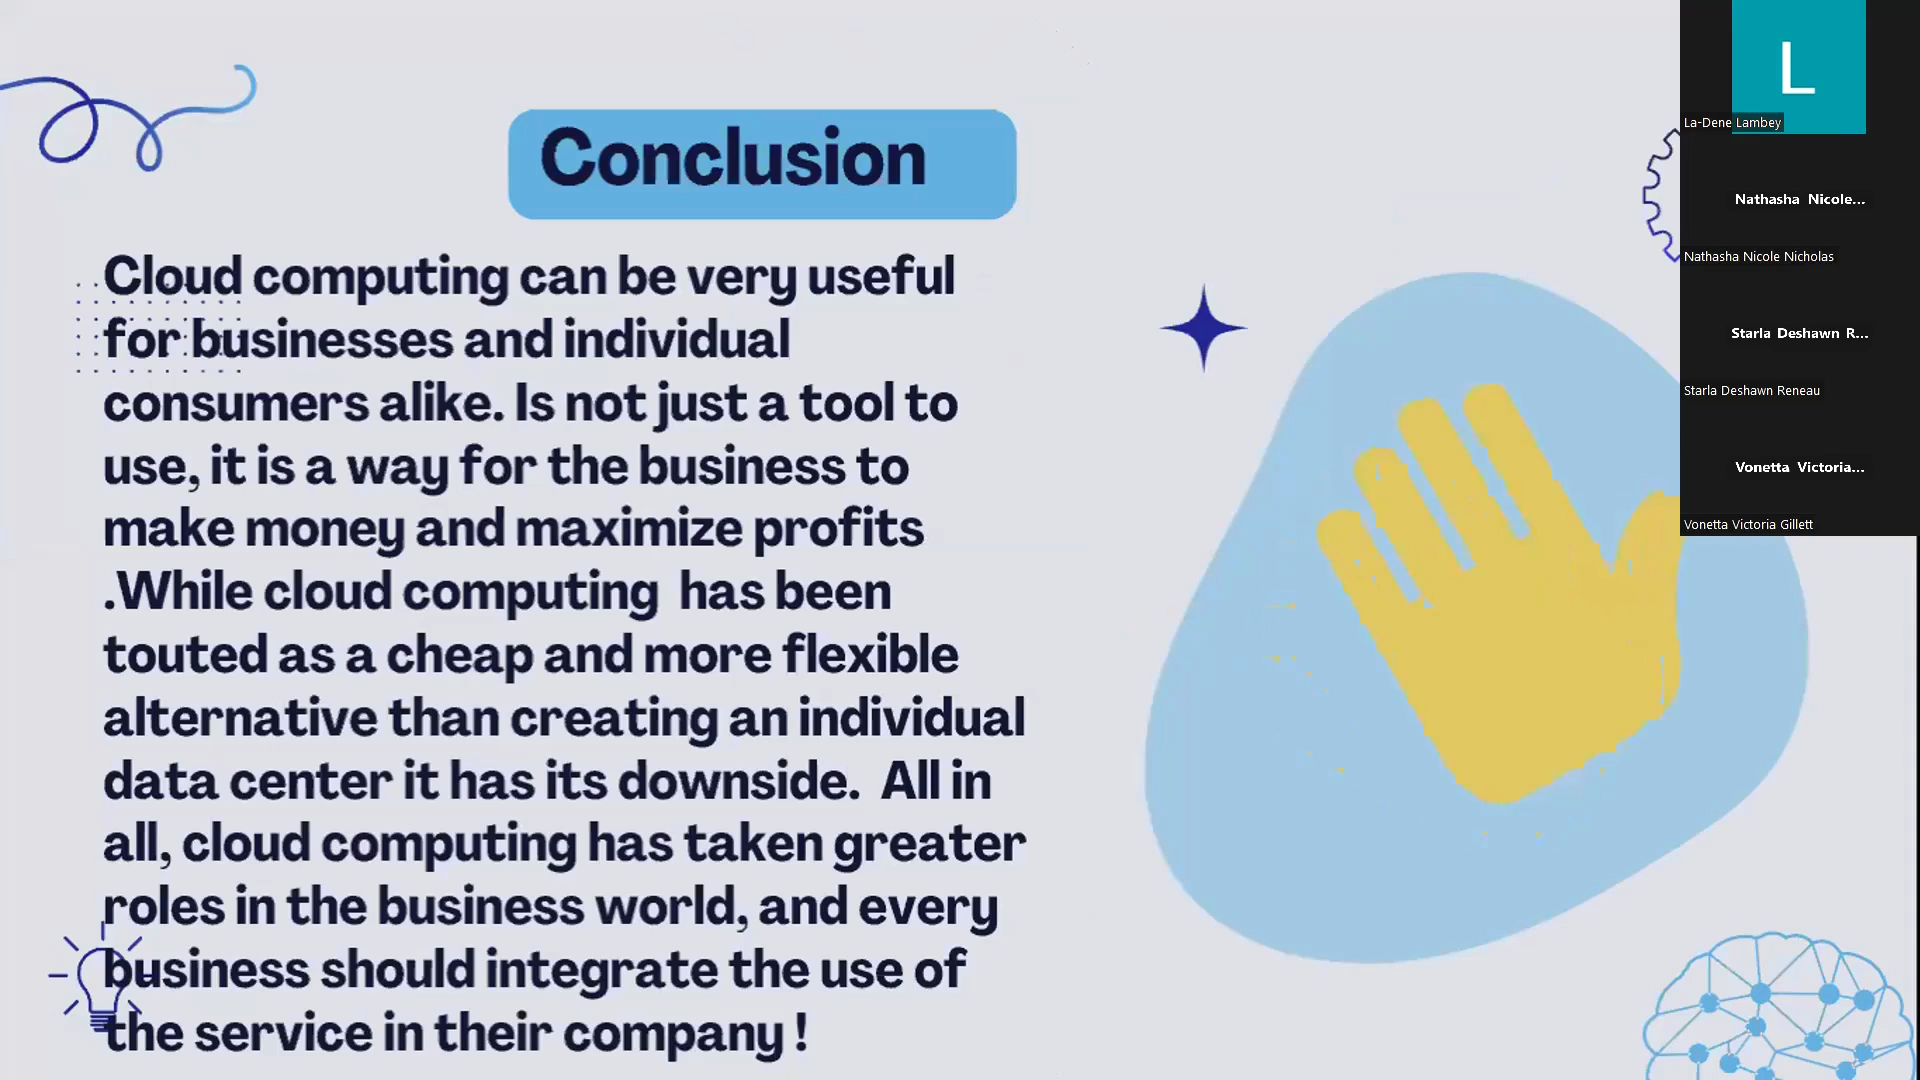 Conclusion
Cloud computing can be very useful
for businesses and individual
consumers alike. Is not just a tool to
use, it is a way for the business to
make money and maximize profits
.While cloud computing  has been
touted as a cheap and more flexible
alternative than creating an individual
data center it has its downside.  All in
all, cloud computing has taken greater
roles in the business world, and every
business should integrate the use of
the service in their company !
L
La-Dene Lambey
Nathasha Nicole...
Nathasha Nicole Nicholas
Starla Deshawn R...
Starla Deshawn Reneau
Vonetta Victoria...
Vonetta Victoria Gillett